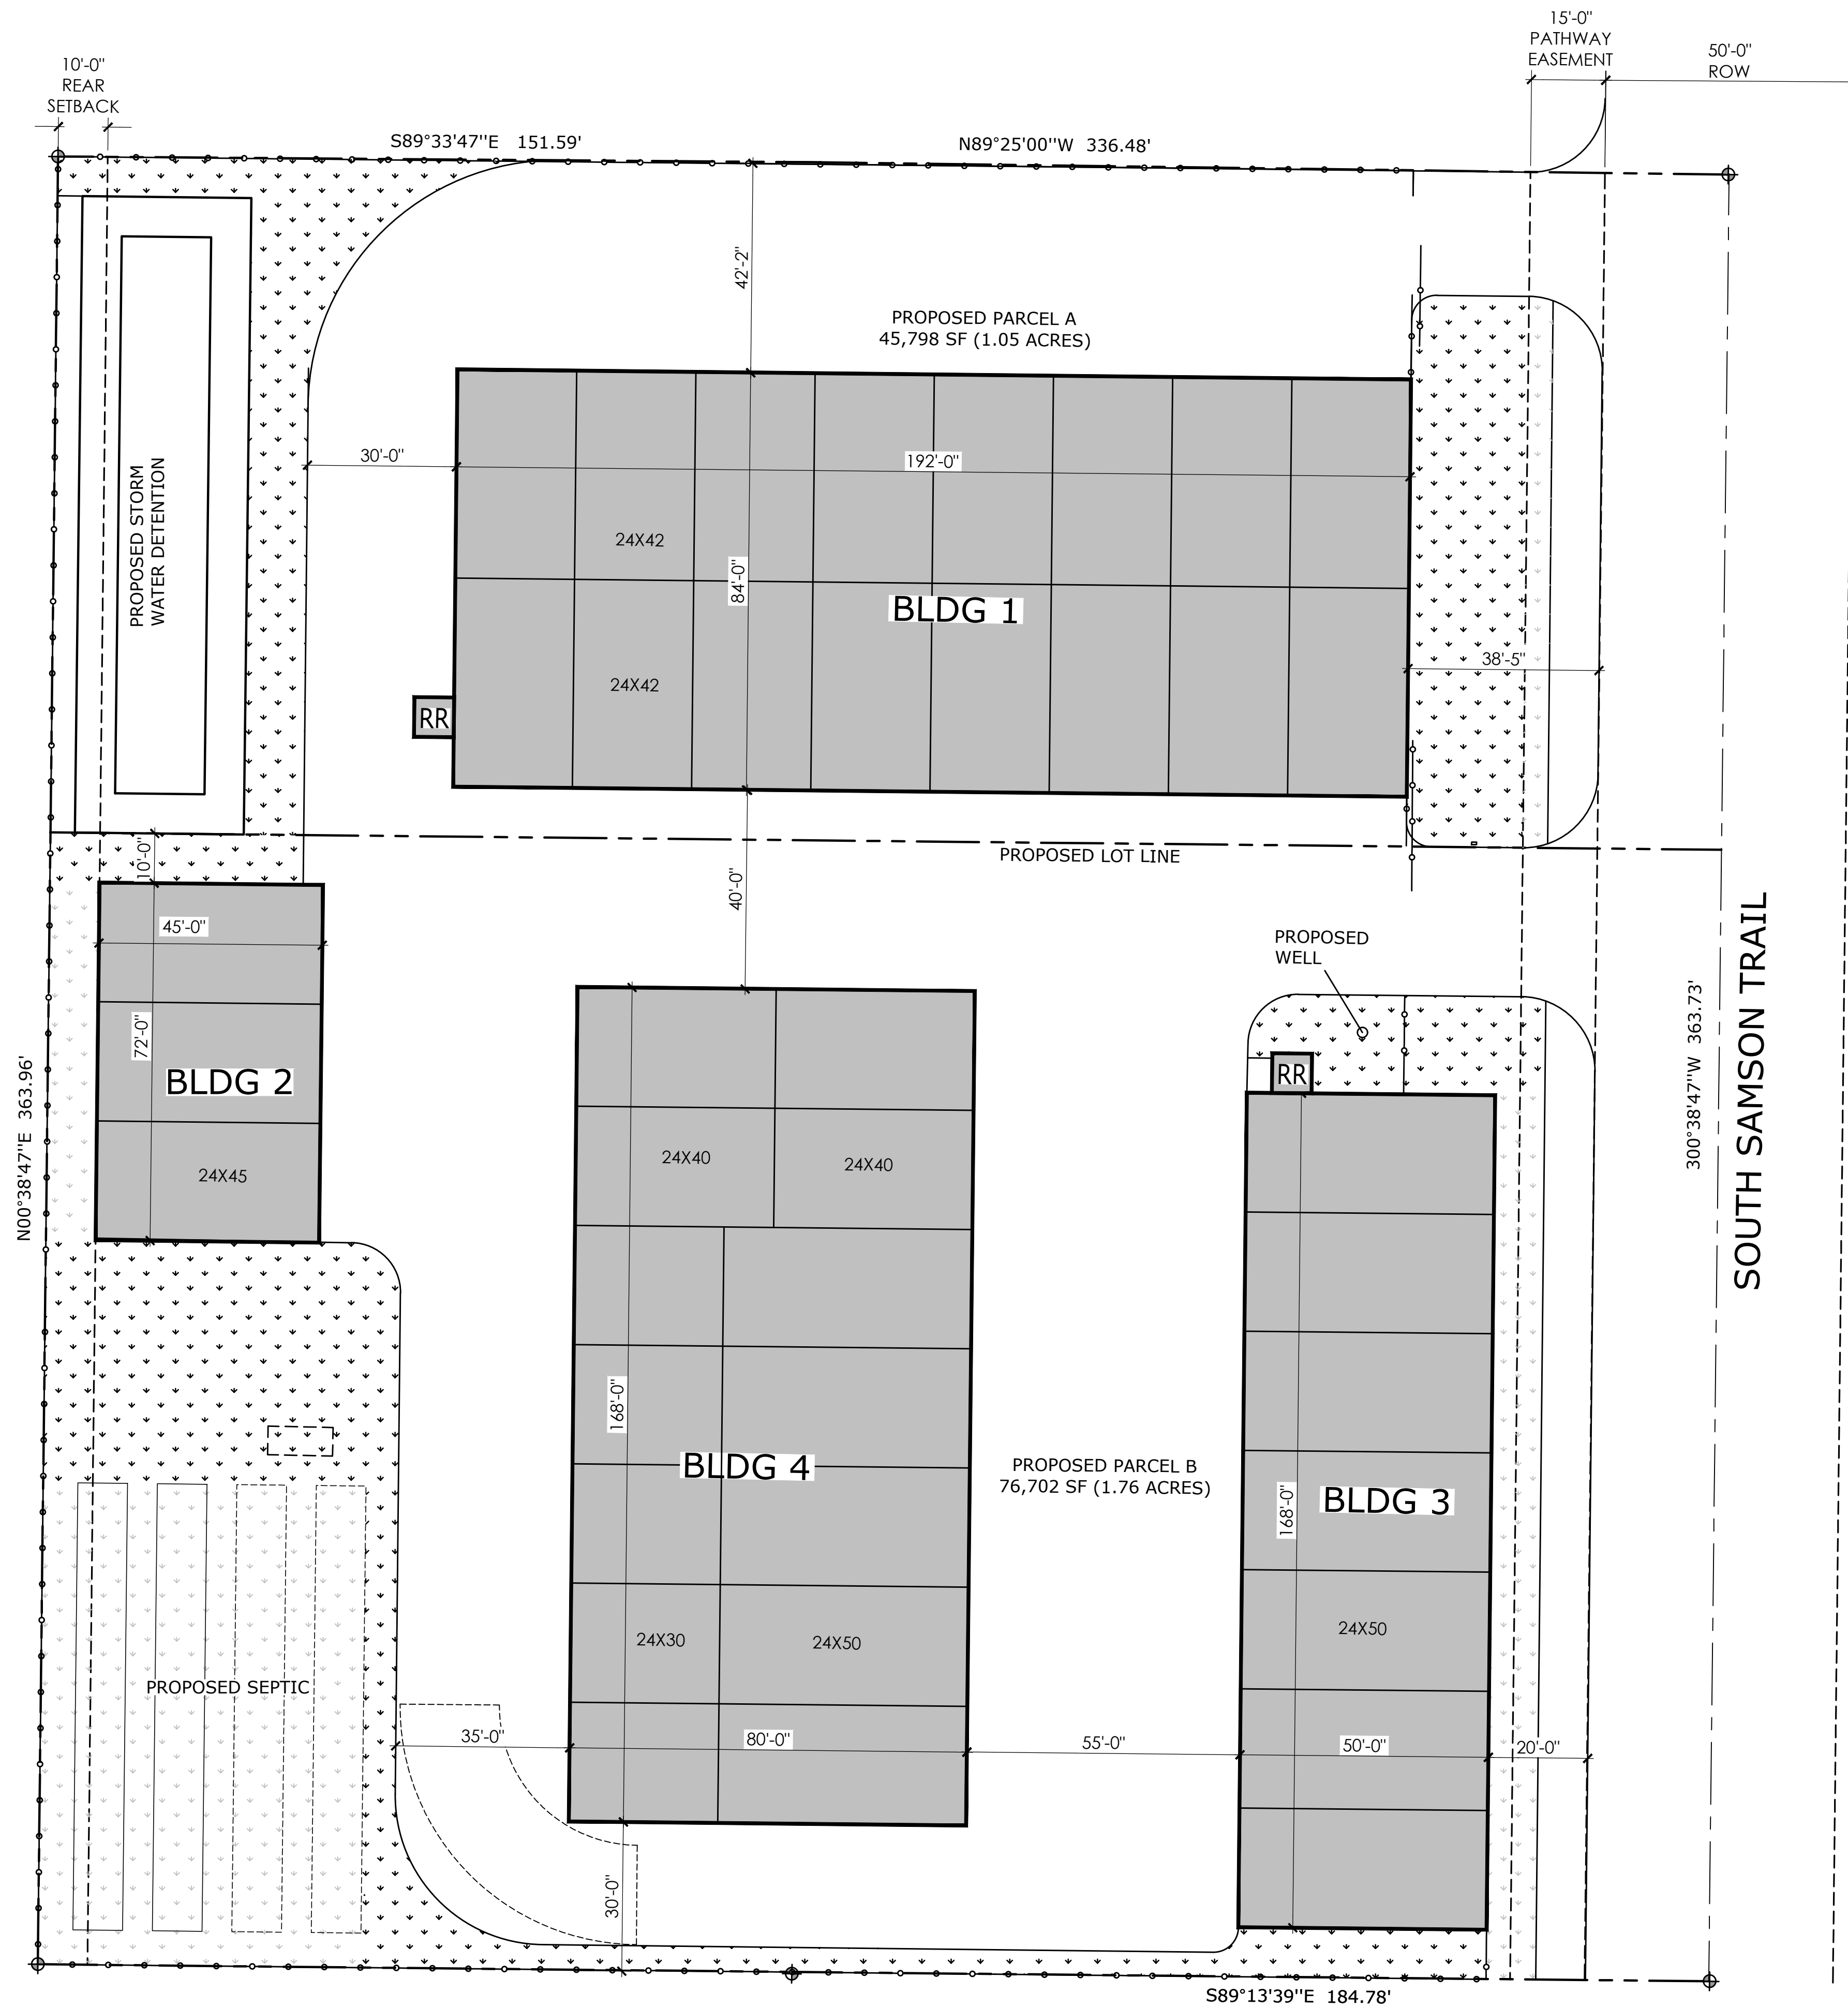 15'-0"
PATHWAY
EASEMENT
50'-0"
ROW
10'-0"
REAR
SETBACK
S89°33'47"E 151.59'
N89°25'00"W 336.48'
42'-2"
PROPOSED PARCEL A
45,798 SF (1.05 ACRES)
PROPOSED STORM
WATER DETENTION
30'-0"
192'-0"
24X42
84'-0"
BLDG 1
24X42
38'-5"
RR
10'-0"
PROPOSED LOT LINE
40'-0"
45'-0"
PROPOSED
WELL
72'-0"
BLDG 2
24X45
N00°38'47"E 363.96'
RR
300°38'47"W 363.73'
SOUTH SAMSON TRAIL
24X40
24X40
168'-0"
BLDG 4
PROPOSED PARCEL B
76,702 SF (1.76 ACRES)
168'-0"
BLDG 3
24X30
24X50
24X50
PROPOSED SEPTIC
35'-0"
80'-0"
55'-0"
50'-0"
20'-0"
30'-0"
S89°13'39"E 184.78'